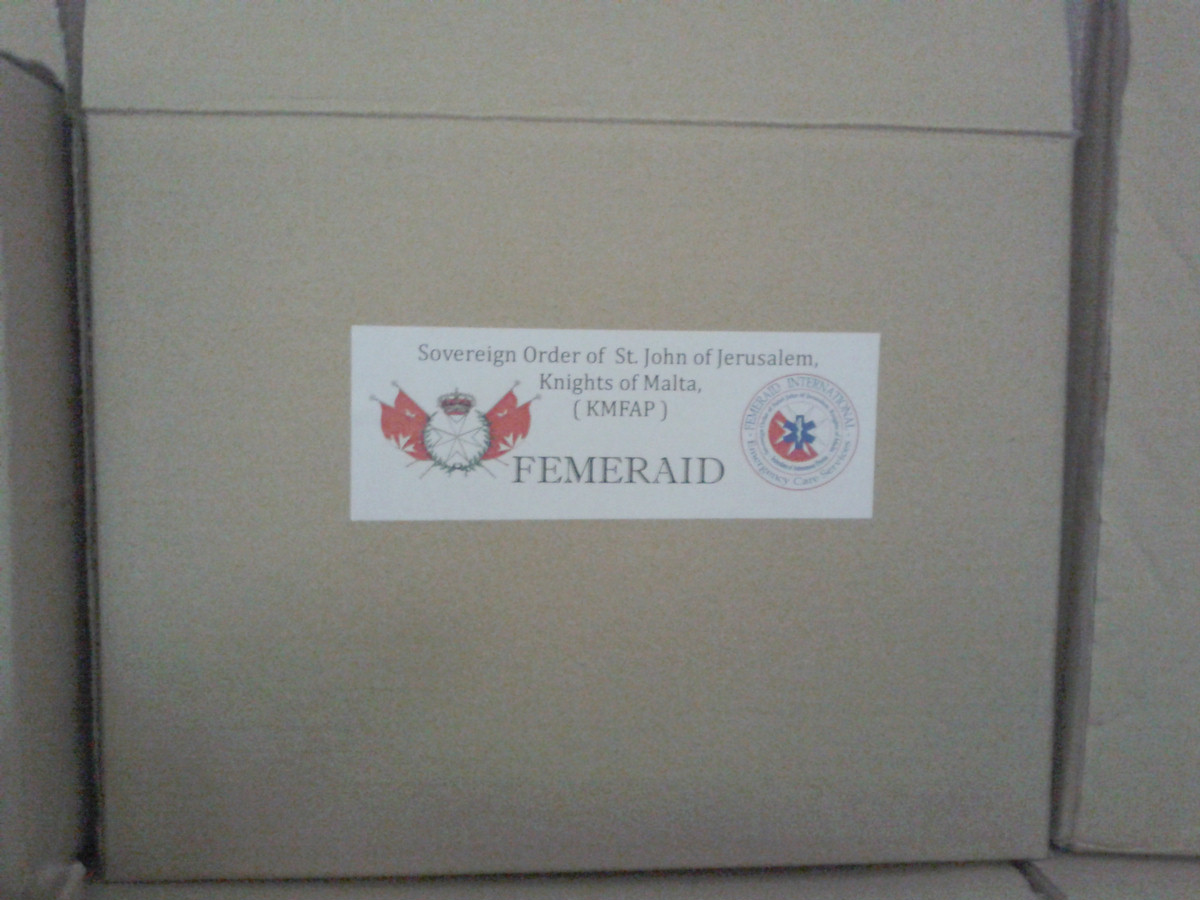 Sovereign Order of St. John of Jerusalem,
Knights of Malta,
( KMFAP )
FEMERAID
FEMERAID INTERNATIONAL
Emergency Care Services